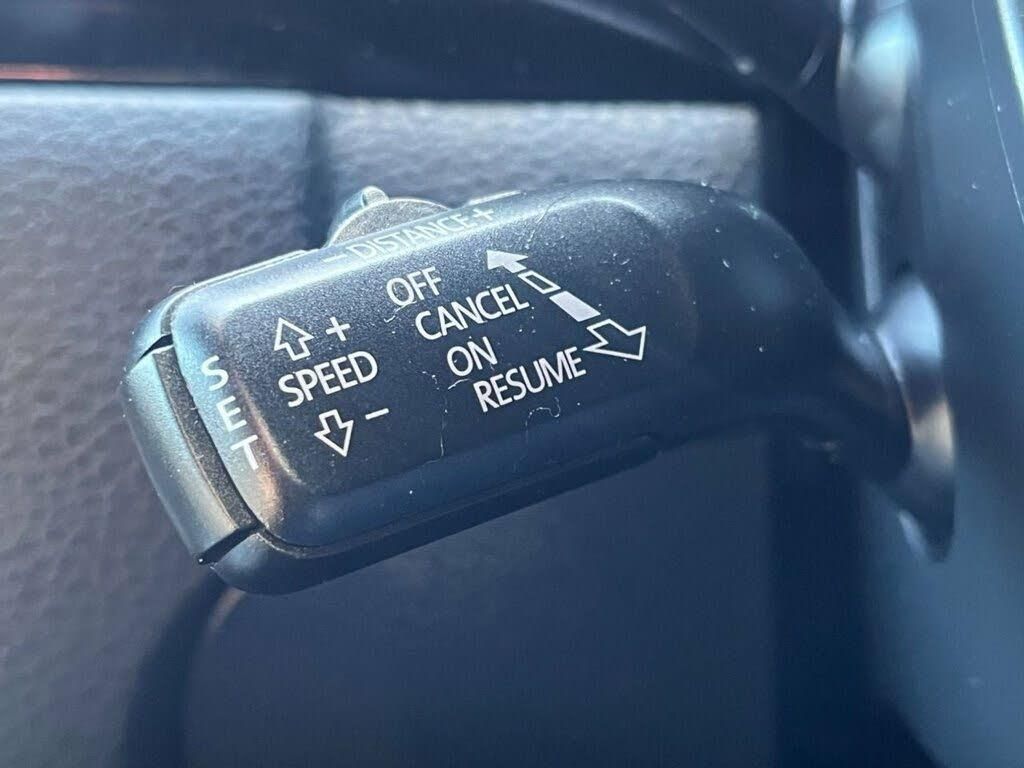 - DISTANCE +
OFF
CANCEL
ON
RESUME
+
SPEED
-
SET